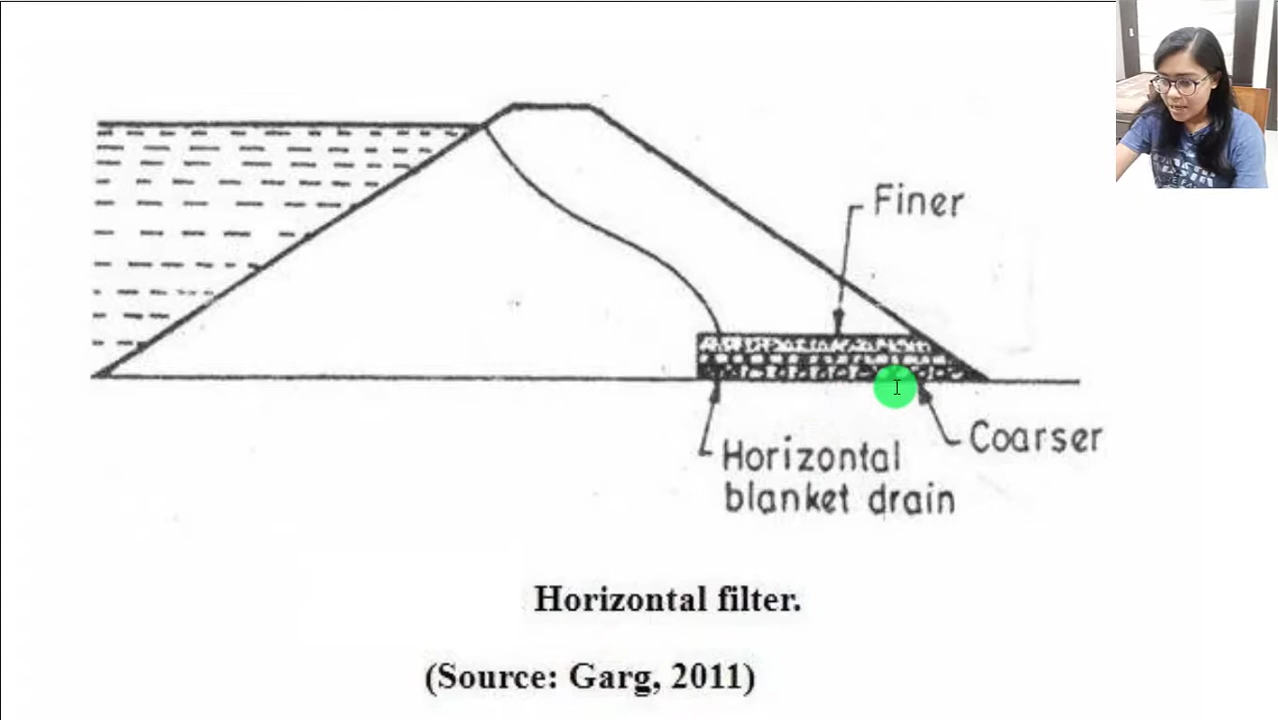 Finer
Coarser
Horizontal
blanket drain
Horizontal filter.
(Source: Garg, 2011)